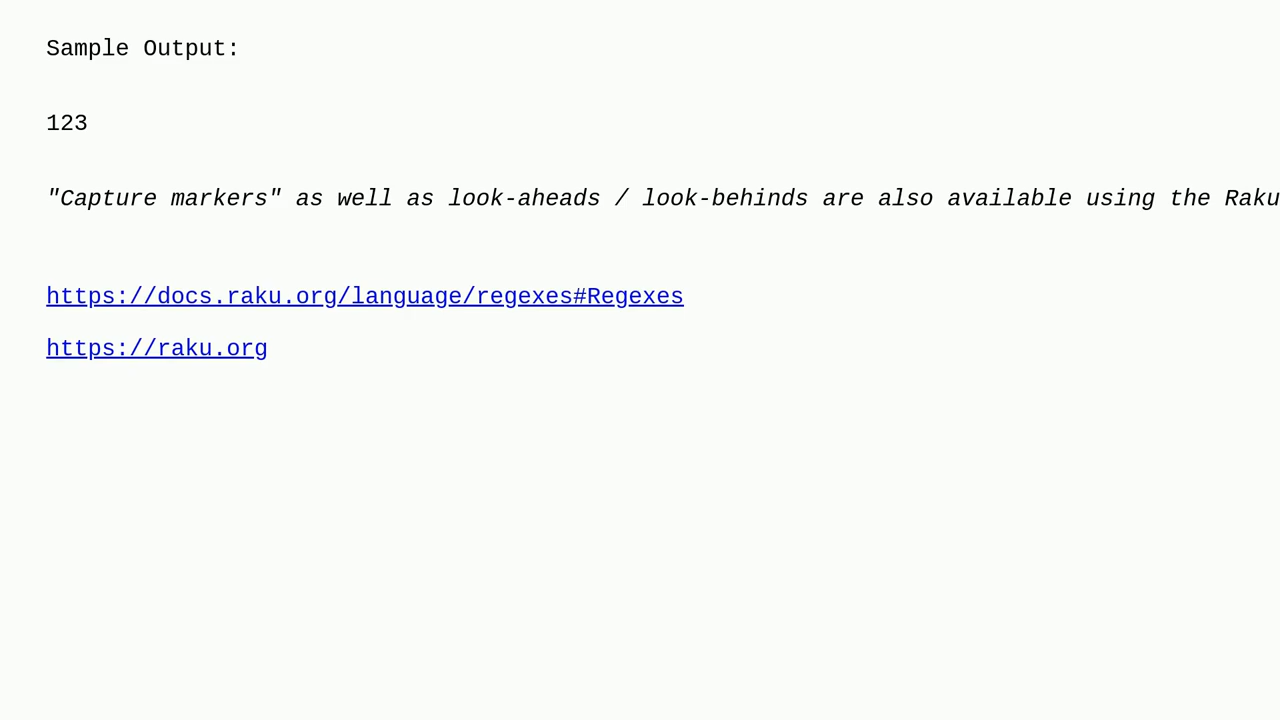 Sample Output:
123
"Capture markers" as well as look-aheads / look-behinds are also available using the Raku
https://docs.raku.org/language/regexes#Regexes
https://raku.org